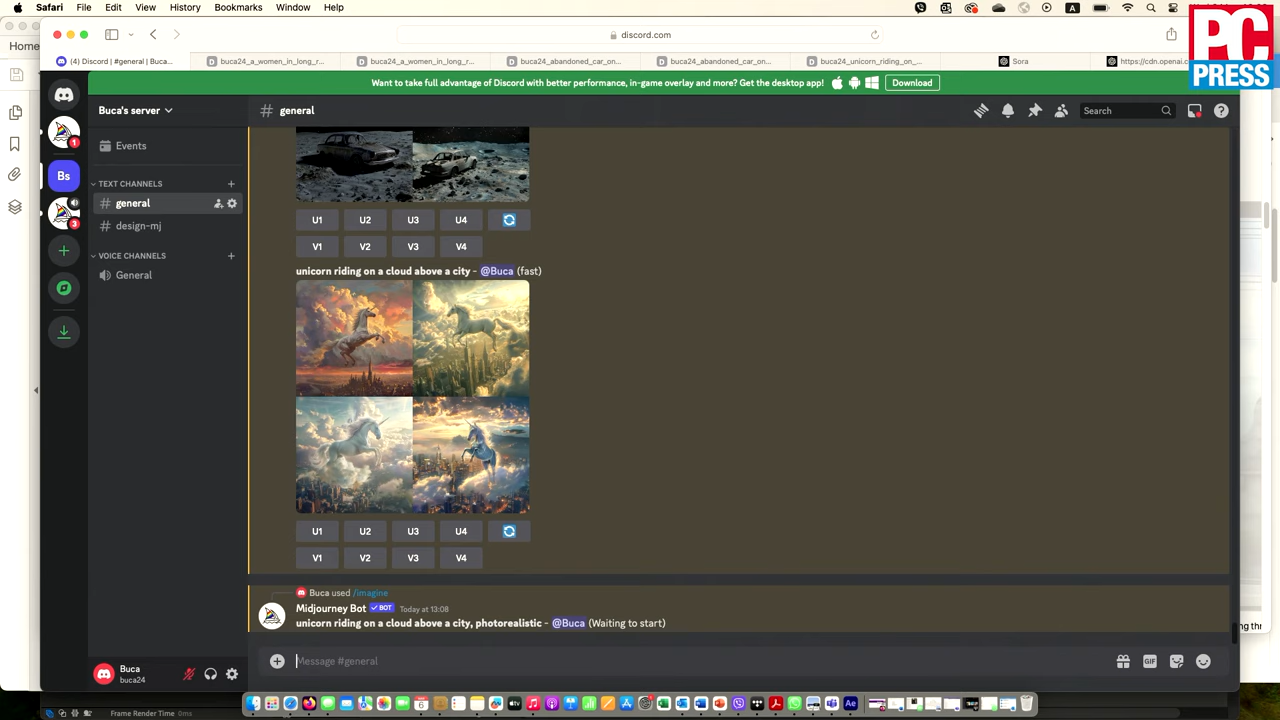 Safari File Edit View History Bookmarks Window Help
PC
PRESS
Home
discord.com
(4) Discord | #general | Buca...
buca24_a_women_in_long_r...
buca24_a_women_in_long_r...
buca24_abandoned_car_on...
buca24_abandoned_car_on...
buca24_unicorn_riding_on_...
Sora
https://cdn.openai.c
Want to take full advantage of Discord with better performance, in-game overlay and more? Get the desktop app!
Download
Buca's server
general
Search
1
Events
TEXT CHANNELS
Bs
general
design-mj
3
VOICE CHANNELS
General
U1 U2 U3 U4
V1 V2 V3 V4
unicorn riding on a cloud above a city - @Buca (fast)
U1 U2 U3 U4
V1 V2 V3 V4
Buca used /imagine
Midjourney Bot BOT Today at 13:08
unicorn riding on a cloud above a city, photorealistic - @Buca (Waiting to start)
Message #general
GIF
Buca
buca24
Frame Render Time 0ms